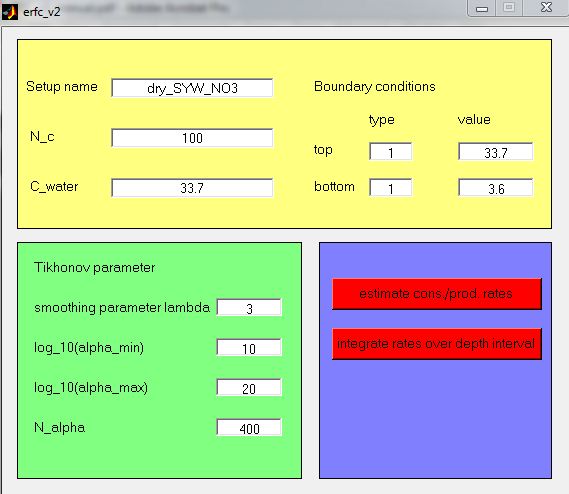 erfc_v2
Setup name dry_SYW_NO3
N_c 100
C_water 33.7
Boundary conditions
type value
top 1 33.7
bottom 1 3.6
Tikhonov parameter
smoothing parameter lambda 3
log_10(alpha_min) 10
log_10(alpha_max) 20
N_alpha 400
estimate cons./prod. rates
integrate rates over depth interval